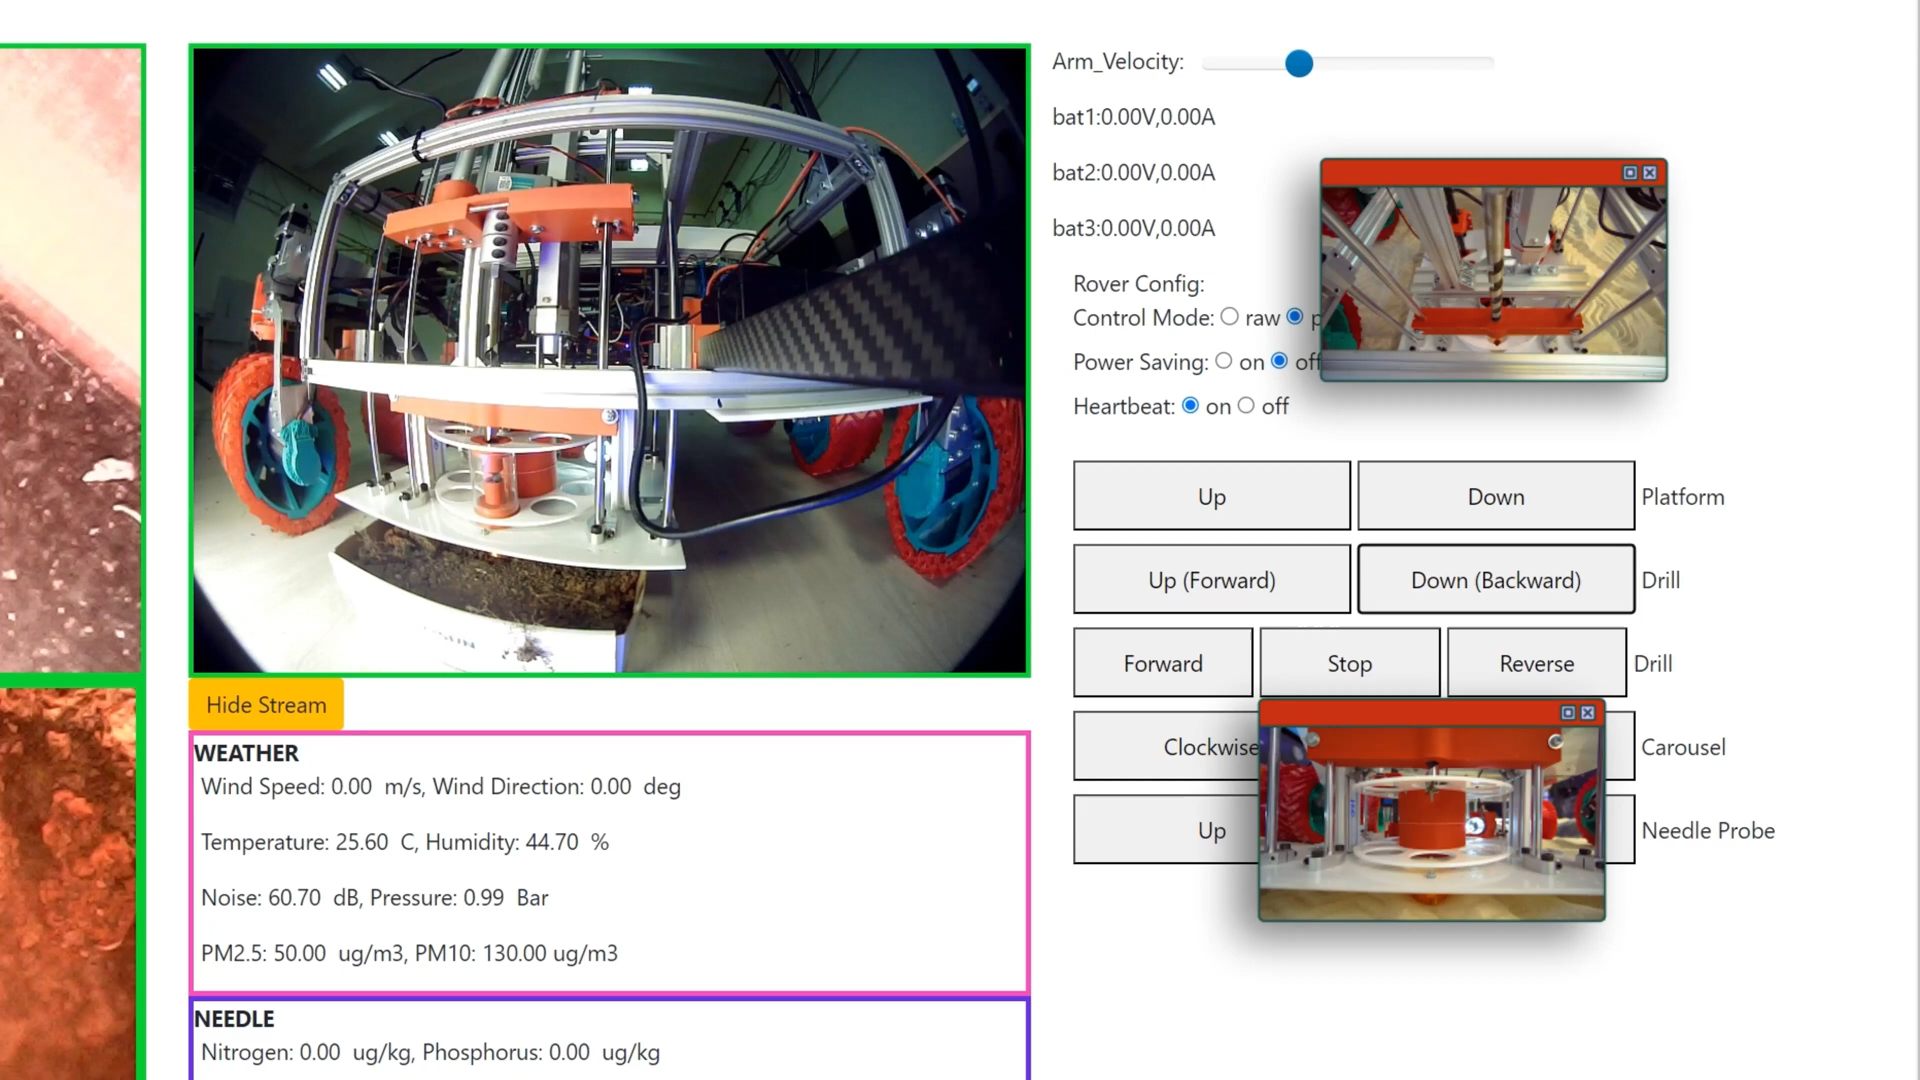 Arm_Velocity:
bat1:0.00V,0.00A
bat2:0.00V,0.00A
bat3:0.00V,0.00A
Rover Config:
Control Mode: raw p
Power Saving: on off
Heartbeat: on off
Up Down Platform
Up (Forward) Down (Backward) Drill
Forward Stop Reverse Drill
Clockwise Carousel
Up Needle Probe
Hide Stream
WEATHER
Wind Speed: 0.00 m/s, Wind Direction: 0.00 deg
Temperature: 25.60 C, Humidity: 44.70 %
Noise: 60.70 dB, Pressure: 0.99 Bar
PM2.5: 50.00 ug/m3, PM10: 130.00 ug/m3
NEEDLE
Nitrogen: 0.00 ug/kg, Phosphorus: 0.00 ug/kg